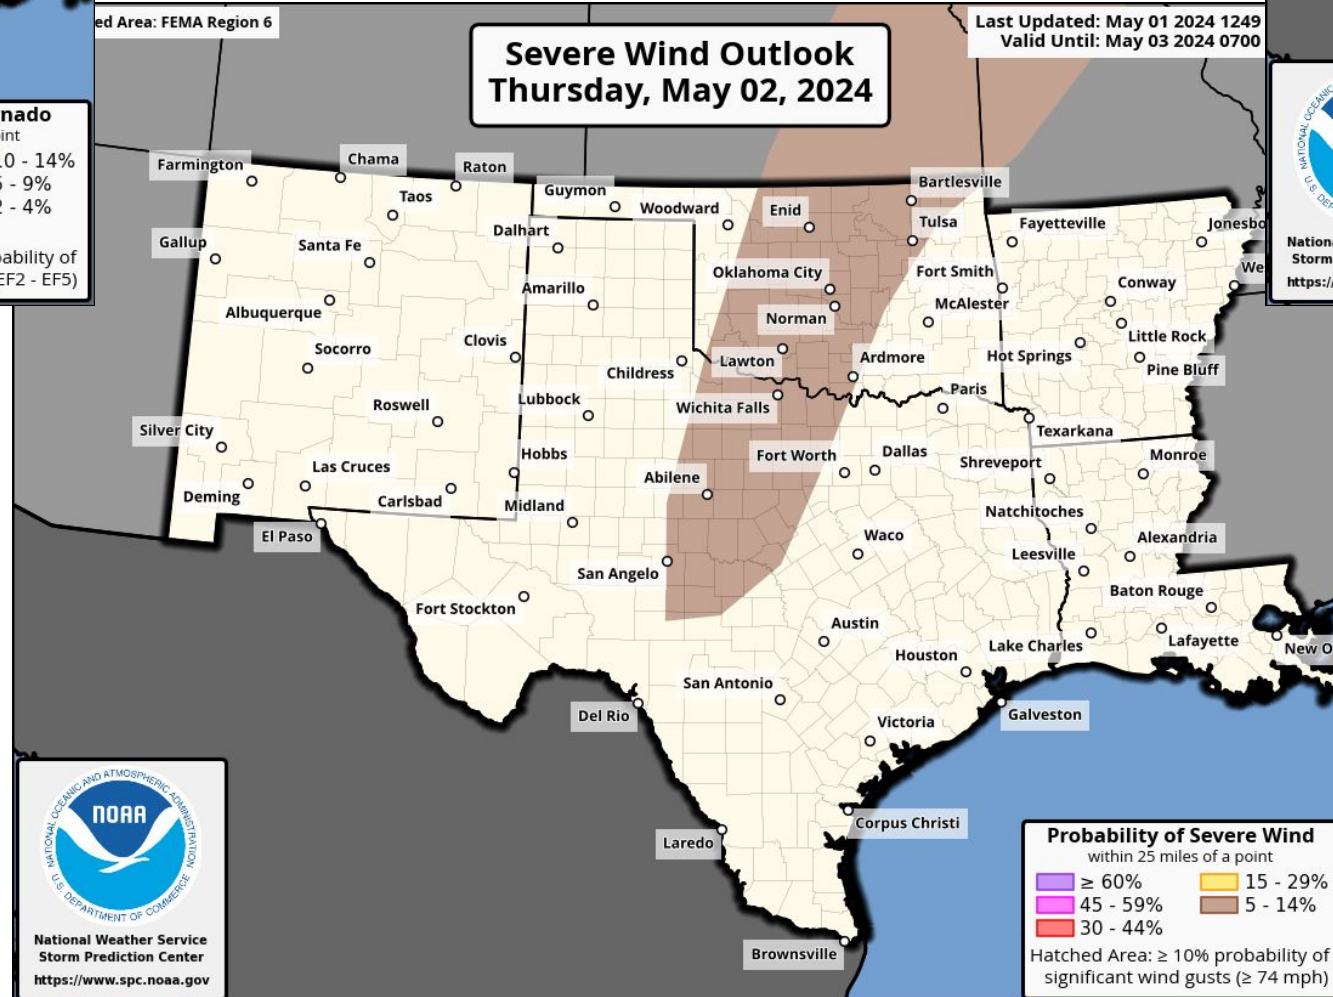 ed Area: FEMA Region 6
Severe Wind Outlook
Thursday, May 02, 2024
Last Updated: May 01 2024 1249
Valid Until: May 03 2024 0700
nado
int
10 - 14%
5 - 9%
2 - 4%
ability of
EF2 - EF5)
NATIONAL OCEANIC
U.S. DEP
Nationa
Storm
https:/
Farmington
Chama
Raton
Taos
Guymon
Woodward
Enid
Bartlesville
Tulsa
Fayetteville
Jonesbo
Gallup
Santa Fe
Dalhart
Oklahoma City
Fort Smith
We
Albuquerque
Amarillo
Norman
McAlester
Conway
Socorro
Clovis
Childress
Lawton
Ardmore
Hot Springs
Little Rock
Pine Bluff
Roswell
Lubbock
Wichita Falls
Paris
Silver City
Texarkana
Las Cruces
Hobbs
Fort Worth
Dallas
Shreveport
Monroe
Deming
Carlsbad
Midland
Abilene
Natchitoches
El Paso
Waco
Leesville
Alexandria
San Angelo
Fort Stockton
Baton Rouge
Austin
Houston
Lake Charles
Lafayette
New O
San Antonio
Del Rio
Victoria
Galveston
Laredo
Corpus Christi
Brownsville
NATIONAL OCEANIC AND ATMOSPHERIC ADMINISTRATION
NOAA
U.S. DEPARTMENT OF COMMERCE
National Weather Service
Storm Prediction Center
https://www.spc.noaa.gov
Probability of Severe Wind
within 25 miles of a point
≥ 60%
15 - 29%
45 - 59%
5 - 14%
30 - 44%
Hatched Area: ≥ 10% probability of
significant wind gusts (≥ 74 mph)